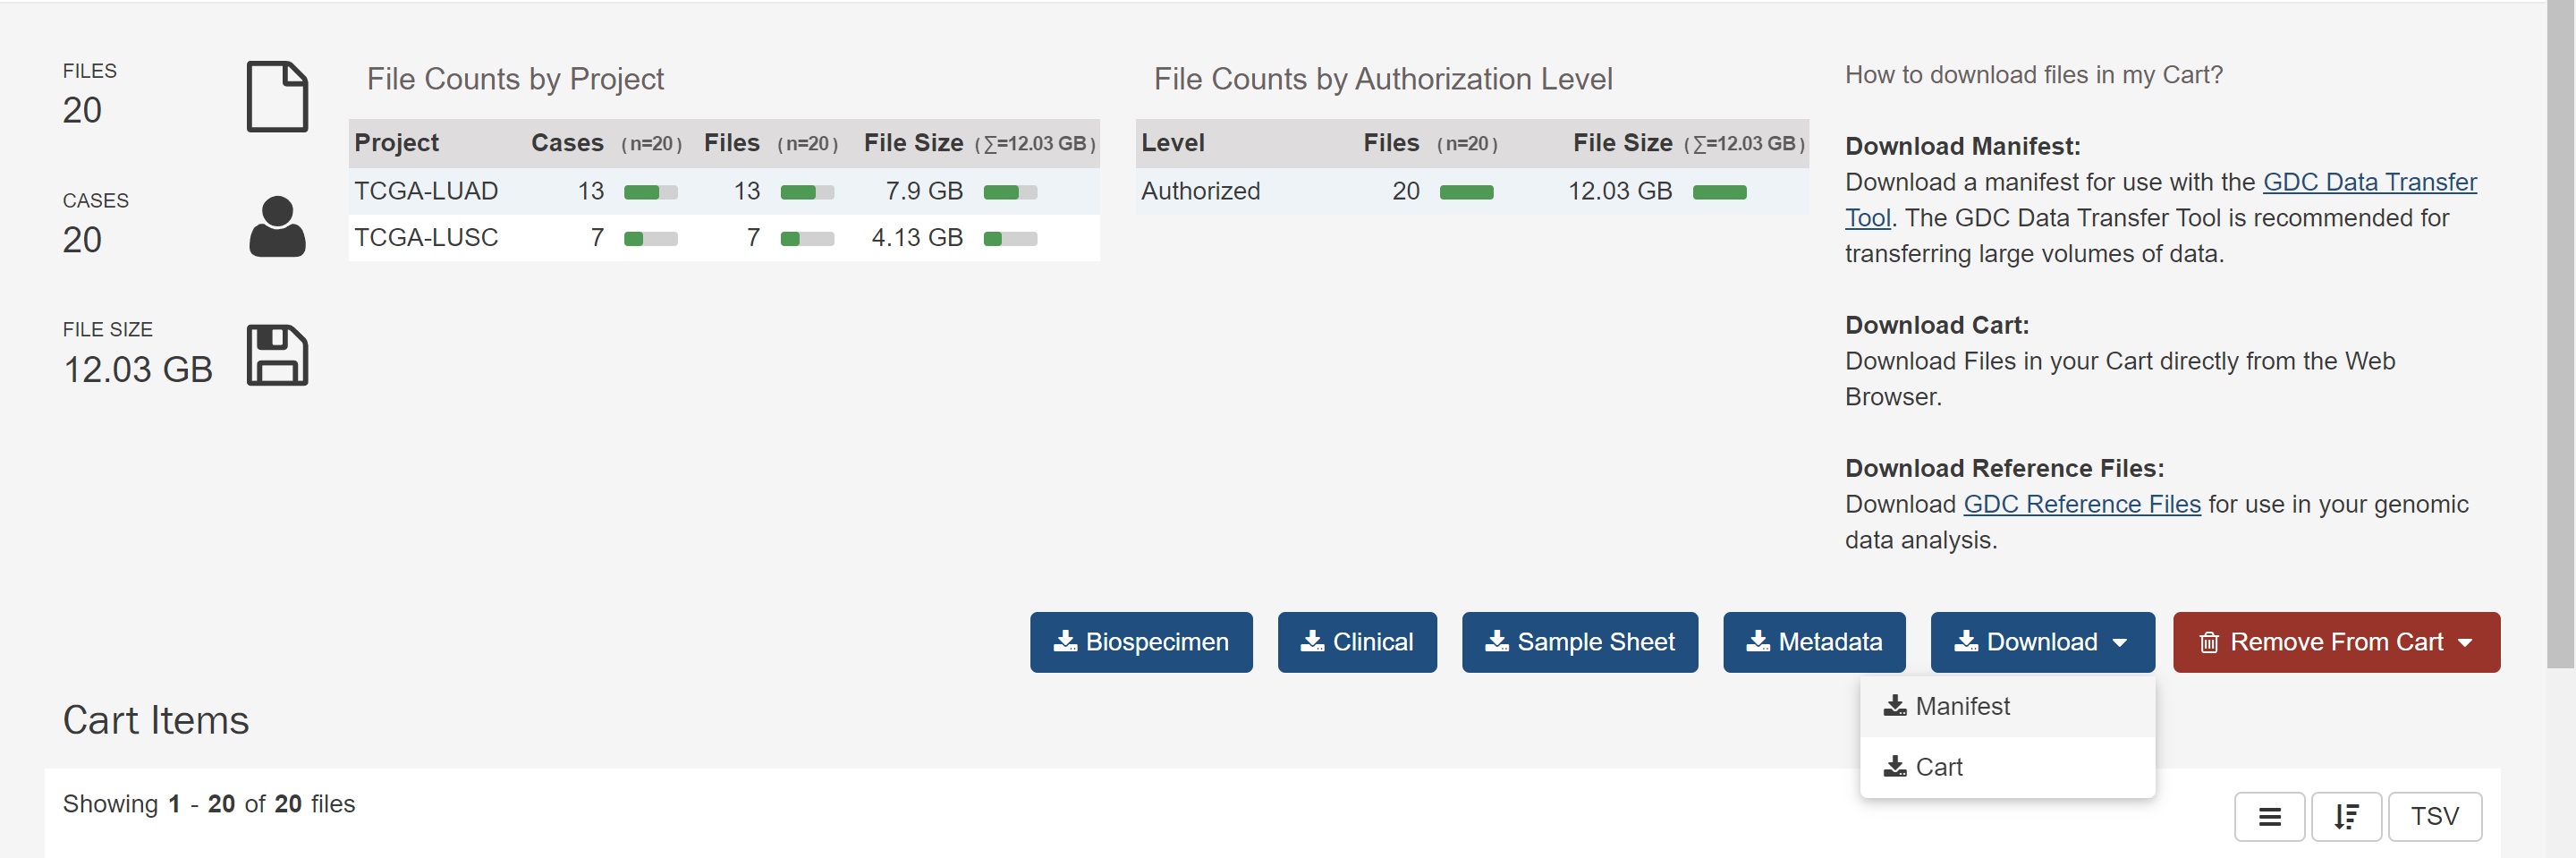 FILES
20
CASES
20
FILE SIZE
12.03 GB
File Counts by Project
Project Cases (n=20) Files (n=20) File Size (∑=12.03 GB)
TCGA-LUAD 13 13 7.9 GB
TCGA-LUSC 7 7 4.13 GB
File Counts by Authorization Level
Level Files (n=20) File Size (∑=12.03 GB)
Authorized 20 12.03 GB
How to download files in my Cart?
Download Manifest:
Download a manifest for use with the GDC Data Transfer
Tool. The GDC Data Transfer Tool is recommended for
transferring large volumes of data.
Download Cart:
Download Files in your Cart directly from the Web
Browser.
Download Reference Files:
Download GDC Reference Files for use in your genomic
data analysis.
Biospecimen Clinical Sample Sheet Metadata Download Remove From Cart
Manifest
Cart
Cart Items
Showing 1 - 20 of 20 files
TSV